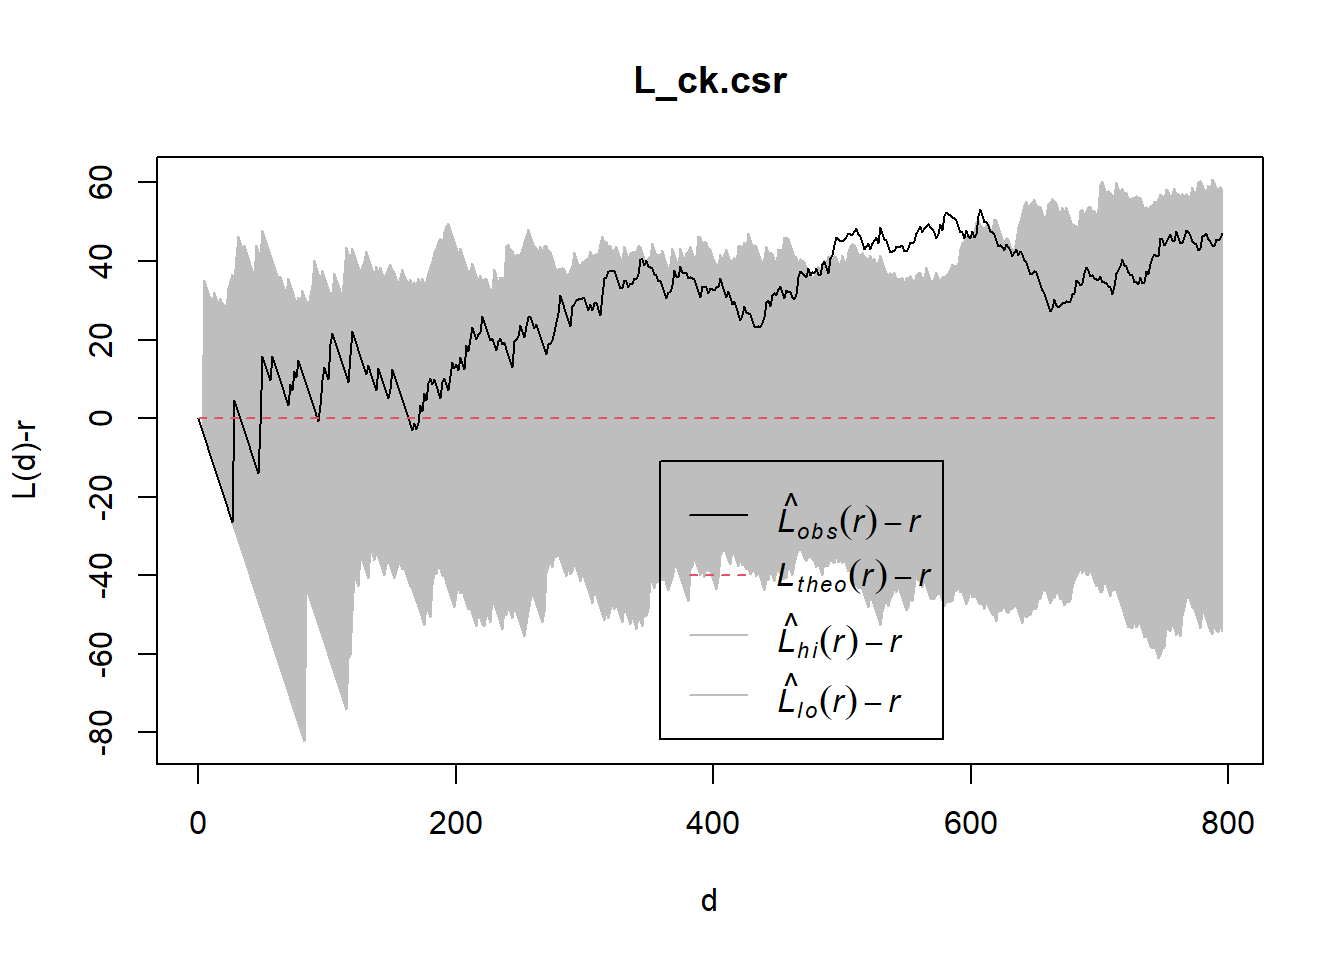 L_ck.csr
60
40
20
0
-20
-40
-60
-80
L(d)-r
L̂obs(r) – r
Ltheo(r) – r
L̂hi(r) – r
L̂lo(r) – r
0 200 400 600 800
d